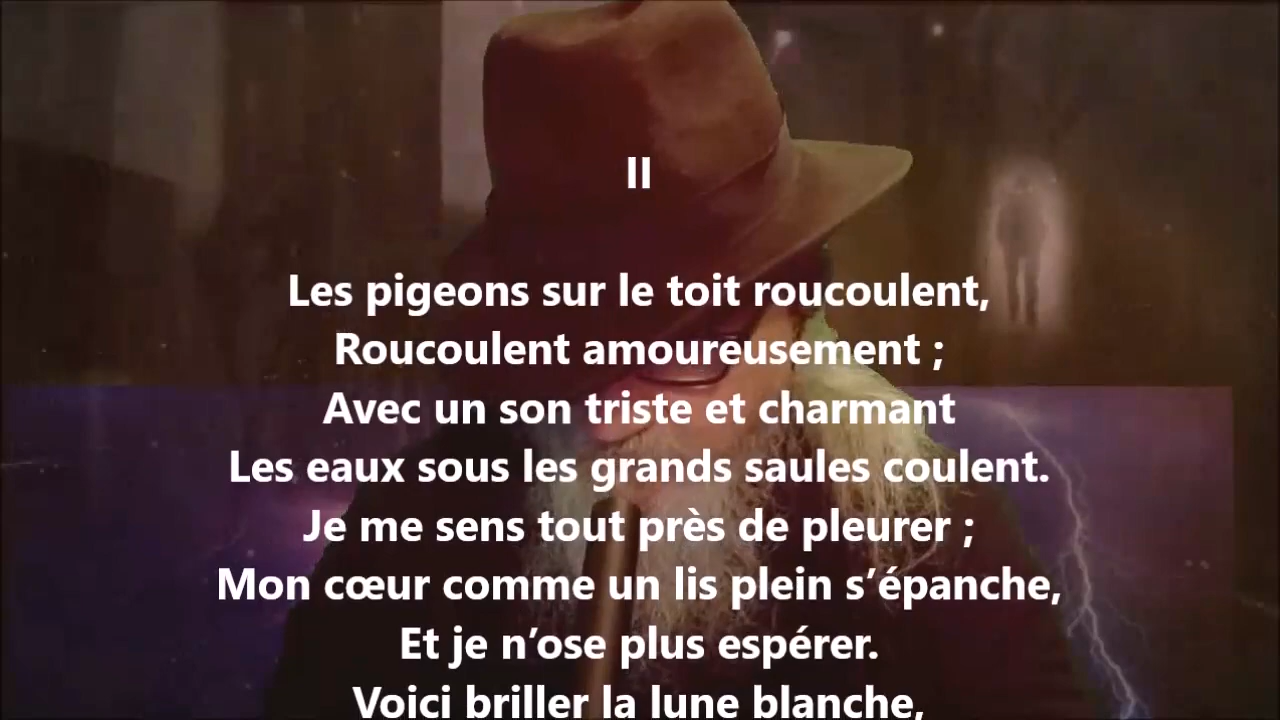 II
Les pigeons sur le toit roucoulent,
Roucoulent amoureusement ;
Avec un son triste et charmant
Les eaux sous les grands saules coulent.
Je me sens tout près de pleurer ;
Mon cœur comme un lis plein s’épanche,
Et je n’ose plus espérer.
Voici briller la lune blanche,